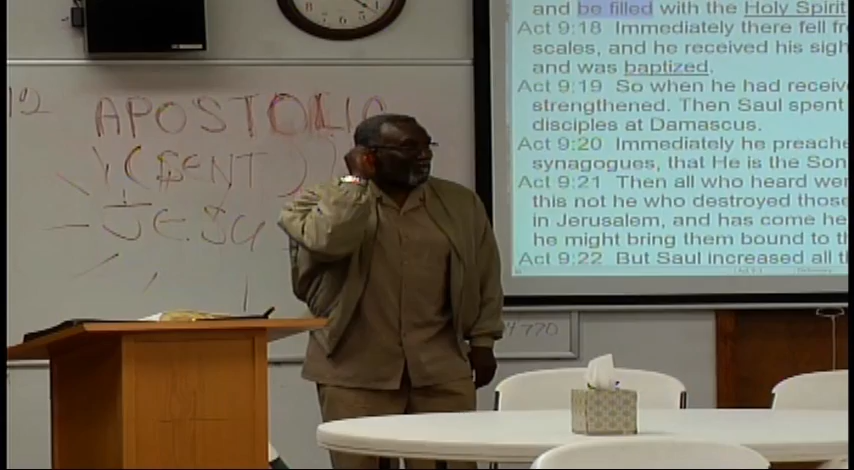 APOSTOLIC
(SENT)
JESU
and be filled with the Holy Spirit
Act 9:18 Immediately there fell
scales, and he received his sigh
and was baptized.
Act 9:19 So when he had receiv
strengthened. Then Saul spent
disciples at Damascus.
Act 9:20 Immediately he preache
synagogues, that He is the Son
Act 9:21 Then all who heard wer
this not he who destroyed those
in Jerusalem, and has come he
he might bring them bound to th
Act 9:22 But Saul increased all t
4770